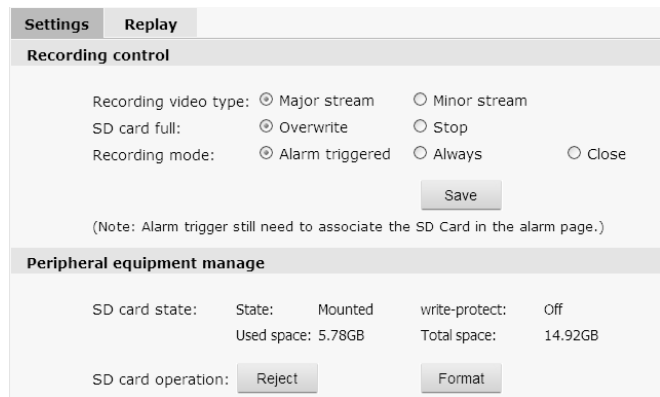 Settings Replay
Recording control
Recording video type: Major stream Minor stream
SD card full: Overwrite Stop
Recording mode: Alarm triggered Always Close
Save
(Note: Alarm trigger still need to associate the SD Card in the alarm page.)
Peripheral equipment manage
SD card state: State: Mounted write-protect: Off
Used space: 5.78GB Total space: 14.92GB
SD card operation: Reject Format